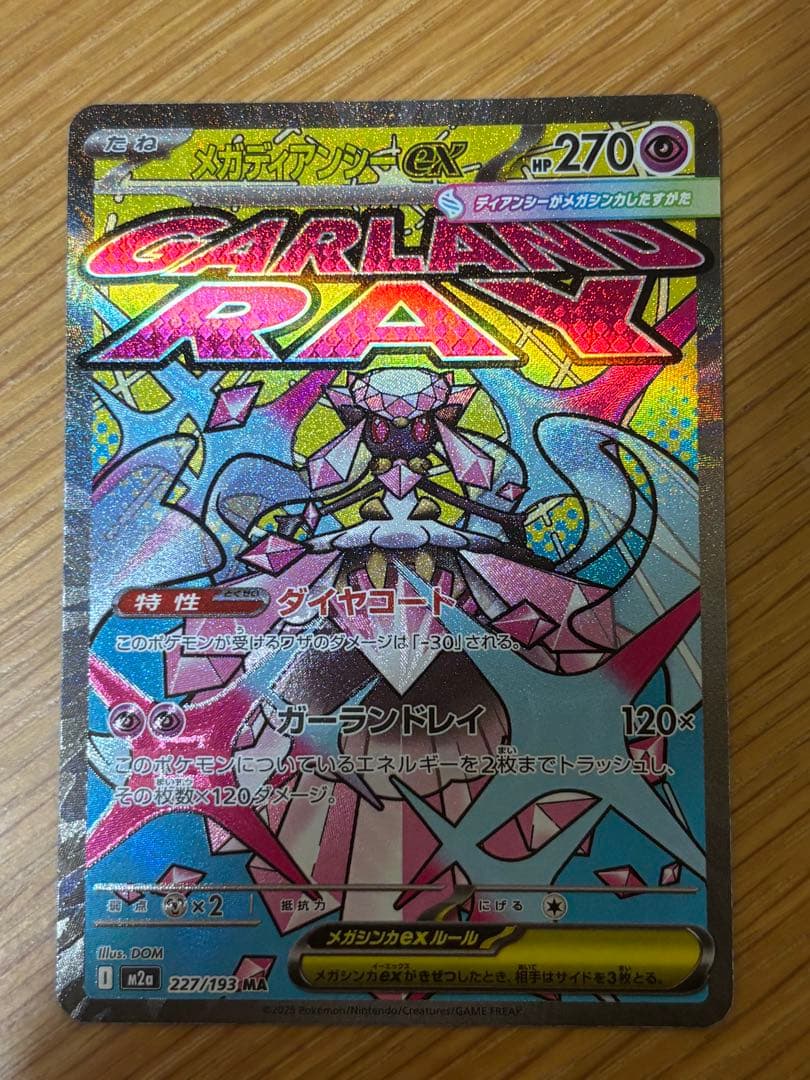 たね
メガディアンシーex
HP270
ディアンシーがメガシンカしたすがた
GARLAND
RAY
特性 とくせい ダイヤコート
このポケモンが受けるワザのダメージは「-30」される。
ガーランドレイ 120×
このポケモンについているエネルギーを2枚までトラッシュし、
その枚数×120ダメージ。
弱点 ×2 抵抗力 にげる
メガシンカexルール
メガシンカexがきぜつしたとき、相手はサイドを3枚とる。
Illus. DOM
I m2a 227/193 MA
©2025 Pokémon/Nintendo/Creatures/GAME FREAK